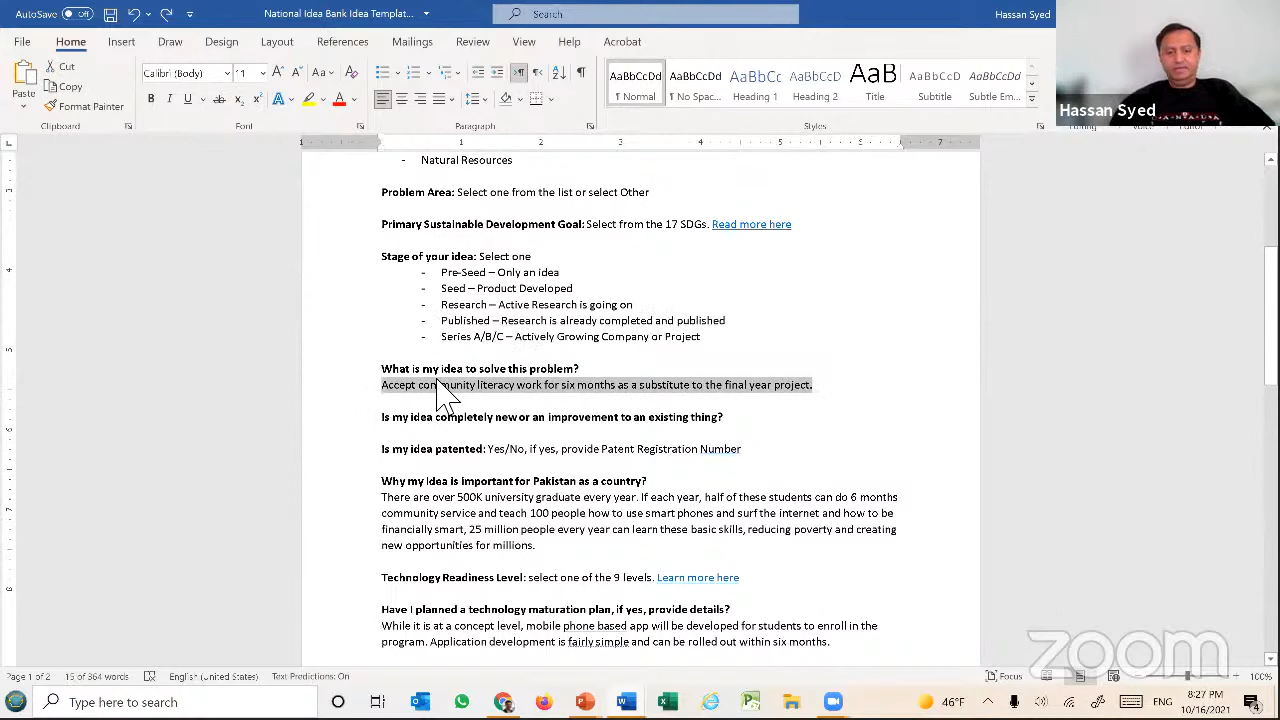 AutoSave Off National Idea Bank Idea Templat... Search Hassan Syed
File Home Insert Draw Design Layout References Mailings Review View Help Acrobat
Paste Cut Copy Format Painter
Calibri (Body) 11
AaBbCcDd AaBbCcDd AaBbCc AaBbCcD AaB AaBbCcD AaBbCcDd
¶ Normal ¶ No Spac... Heading 1 Heading 2 Title Subtitle Subtle Em...
Clipboard Font Paragraph Styles
Hassan Syed
- Natural Resources
Problem Area: Select one from the list or select Other
Primary Sustainable Development Goal: Select from the 17 SDGs. Read more here
Stage of your idea: Select one
- Pre-Seed – Only an idea
- Seed – Product Developed
- Research – Active Research is going on
- Published – Research is already completed and published
- Series A/B/C – Actively Growing Company or Project
What is my idea to solve this problem?
Accept community literacy work for six months as a substitute to the final year project.
Is my idea completely new or an improvement to an existing thing?
Is my idea patented: Yes/No, if yes, provide Patent Registration Number
Why my Idea is important for Pakistan as a country?
There are over 500K university graduate every year. If each year, half of these students can do 6 months
community service and teach 100 people how to use smart phones and surf the internet and how to be
financially smart, 25 million people every year can learn these basic skills, reducing poverty and creating
new opportunities for millions.
Technology Readiness Level: select one of the 9 levels. Learn more here
Have I planned a technology maturation plan, if yes, provide details?
While it is at a concept level, mobile phone based app will be developed for students to enroll in the
program. Application development is fairly simple and can be rolled out within six months.
zoom
Page 1 of 2 15 of 364 words English (United States) Text Predictions: On Focus 100%
Type here to search 46°F ENG 8:27 PM
10/16/2021